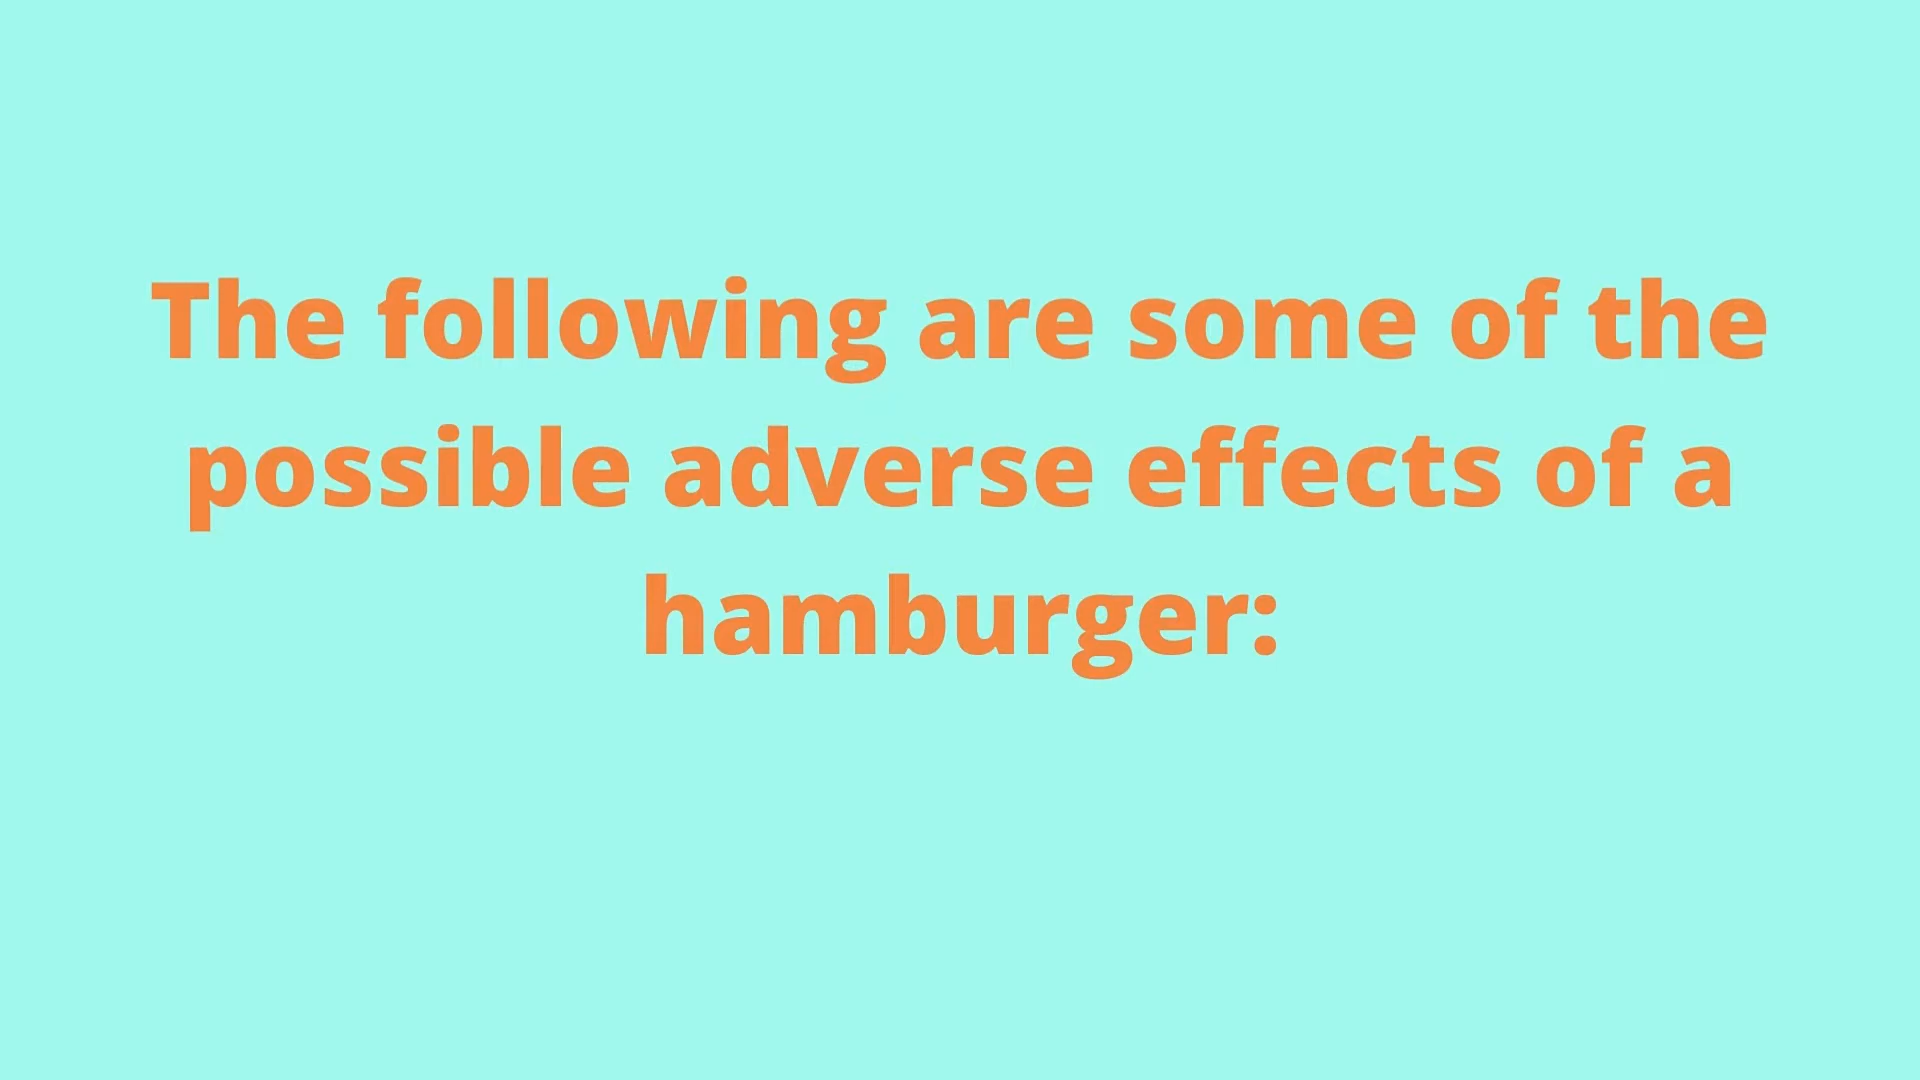 The following are some of the
possible adverse effects of a
hamburger: